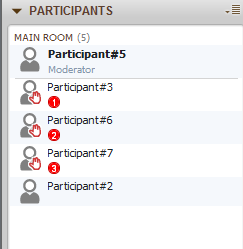 PARTICIPANTS
MAIN ROOM (5)
Participant#5
Moderator
Participant#3
1
Participant#6
2
Participant#7
3
Participant#2